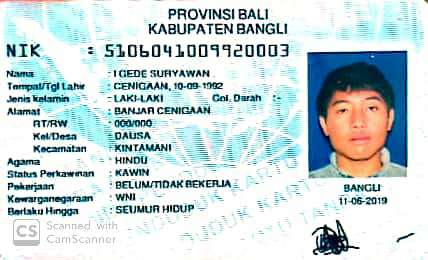 PROVINSI BALI
KABUPATEN BANGLI
NIK : 5106041009920003
Nama : I GEDE SURYAWAN
Tempat/Tgl Lahir : CENIGAAN, 10-09-1992
Jenis kelamin : LAKI-LAKI Gol. Darah : -
Alamat : BANJAR CENIGAAN
RT/RW : 000/000
Kel/Desa : DAUSA
Kecamatan : KINTAMANI
Agama : HINDU
Status Perkawinan : KAWIN
Pekerjaan : BELUM/TIDAK BEKERJA
Kewarganegaraan : WNI
Berlaku Hingga : SEUMUR HIDUP
BANGLI
11-06-2019
CS Scanned with
CamScanner